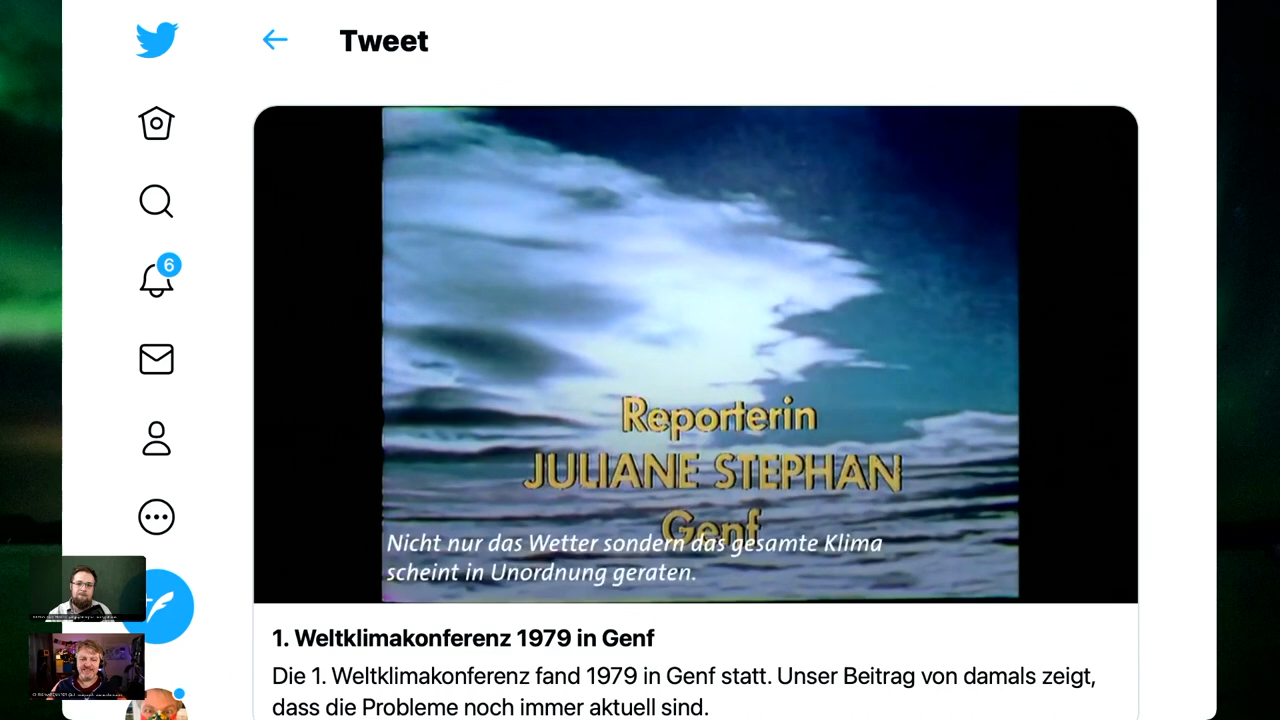 Tweet
6
Reporterin
JULIANE STEPHAN
Genf
Nicht nur das Wetter sondern das gesamte Klima
scheint in Unordnung geraten.
1. Weltklimakonferenz 1979 in Genf
Die 1. Weltklimakonferenz fand 1979 in Genf statt. Unser Beitrag von damals zeigt,
dass die Probleme noch immer aktuell sind.